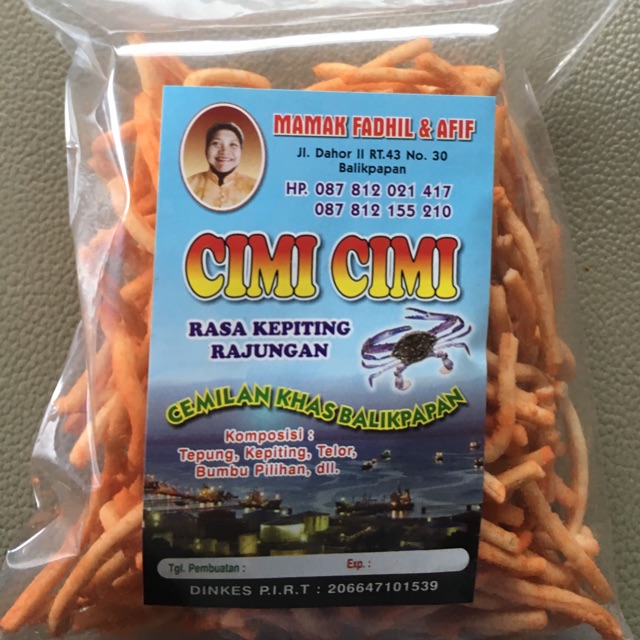 MAMAK FADHIL & AFIF
Jl. Dahor II RT.43 No. 30
Balikpapan
HP. 087 812 021 417
087 812 155 210
CIMI CIMI
RASA KEPITING
RAJUNGAN
CEMILAN KHAS BALIKPAPAN
Komposisi :
Tepung, Kepiting, Telor,
Bumbu Pilihan, dll.
Tgl. Pembuatan : Exp. :
DINKES P.I.R.T : 206647101539